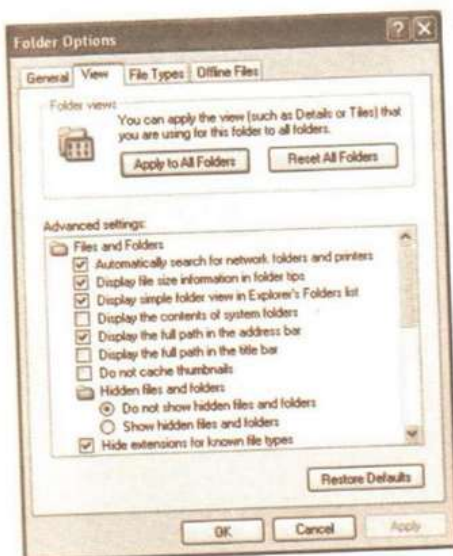 Folder Options
General View File Types Offline Files
Folder views
You can apply the view (such as Details or Tiles) that
you are using for this folder to all folders.
Apply to All Folders Reset All Folders
Advanced settings:
Files and Folders
Automatically search for network folders and printers
Display file size information in folder tips
Display simple folder view in Explorer's Folders list
Display the contents of system folders
Display the full path in the address bar
Display the full path in the title bar
Do not cache thumbnails
Hidden files and folders
Do not show hidden files and folders
Show hidden files and folders
Hide extensions for known file types
Restore Defaults
OK Cancel Apply